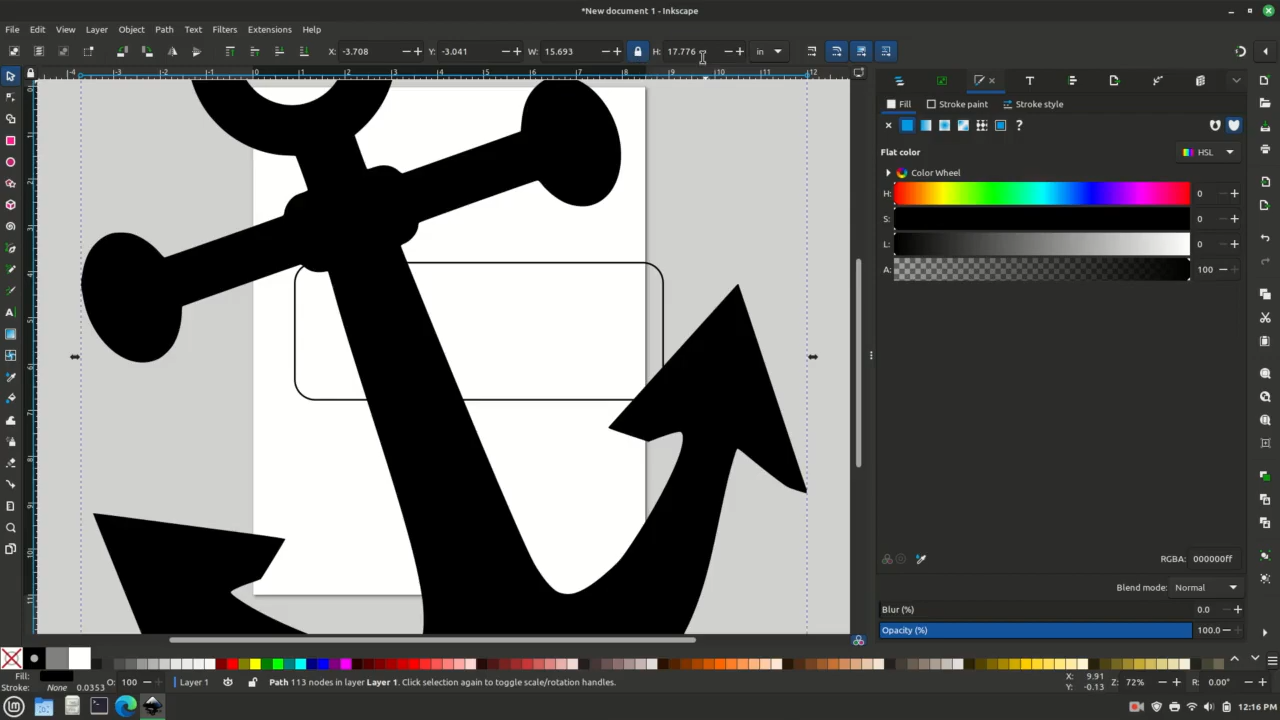 *New document 1 - Inkscape
File Edit View Layer Object Path Text Filters Extensions Help
X: -3.708 Y: -3.041 W: 15.693 H: 17.776 in
Fill Stroke paint Stroke style
?
Flat color HSL
Color Wheel
H: 0
S: 0
L: 0
A: 100
RGBA: 000000ff
Blend mode: Normal
Blur (%) 0.0
Opacity (%) 100.0
Fill:
Stroke: None 0.0353 O: 100 Layer 1 Path 113 nodes in layer Layer 1. Click selection again to toggle scale/rotation handles. X: 9.91 Y: -0.13 Z: 72% R: 0.00°
12:16 PM